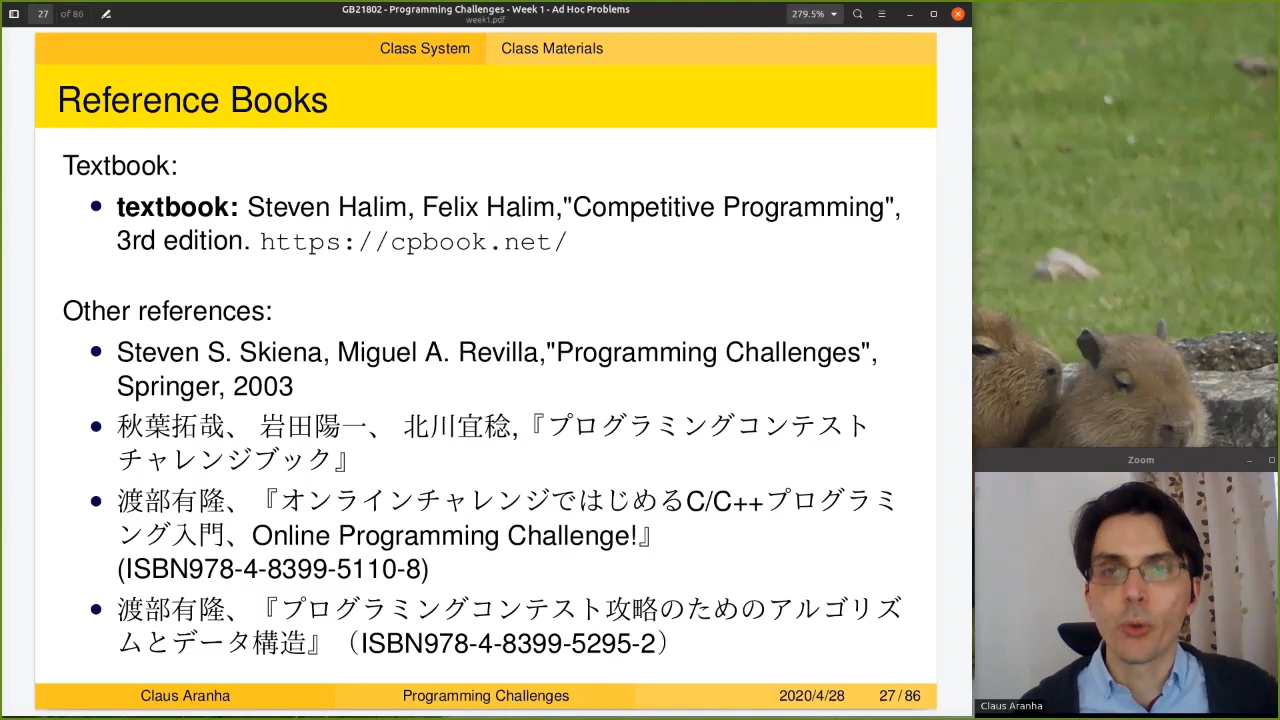 27 of 86
GB21802 - Programming Challenges - Week 1 - Ad Hoc Problems
week1.pdf
279.5%
Class System Class Materials
Reference Books
Textbook:
• textbook: Steven Halim, Felix Halim,"Competitive Programming",
3rd edition. https://cpbook.net/
Other references:
• Steven S. Skiena, Miguel A. Revilla,"Programming Challenges",
Springer, 2003
• 秋葉拓哉、 岩田陽一、 北川宜稔,『プログラミングコンテスト
チャレンジブック』
• 渡部有隆、『オンラインチャレンジではじめるC/C++プログラミ
ング入門、Online Programming Challenge!』
(ISBN978-4-8399-5110-8)
• 渡部有隆、『プログラミングコンテスト攻略のためのアルゴリズ
ムとデータ構造』（ISBN978-4-8399-5295-2）
Claus Aranha Programming Challenges 2020/4/28 27 / 86
Zoom
Claus Aranha